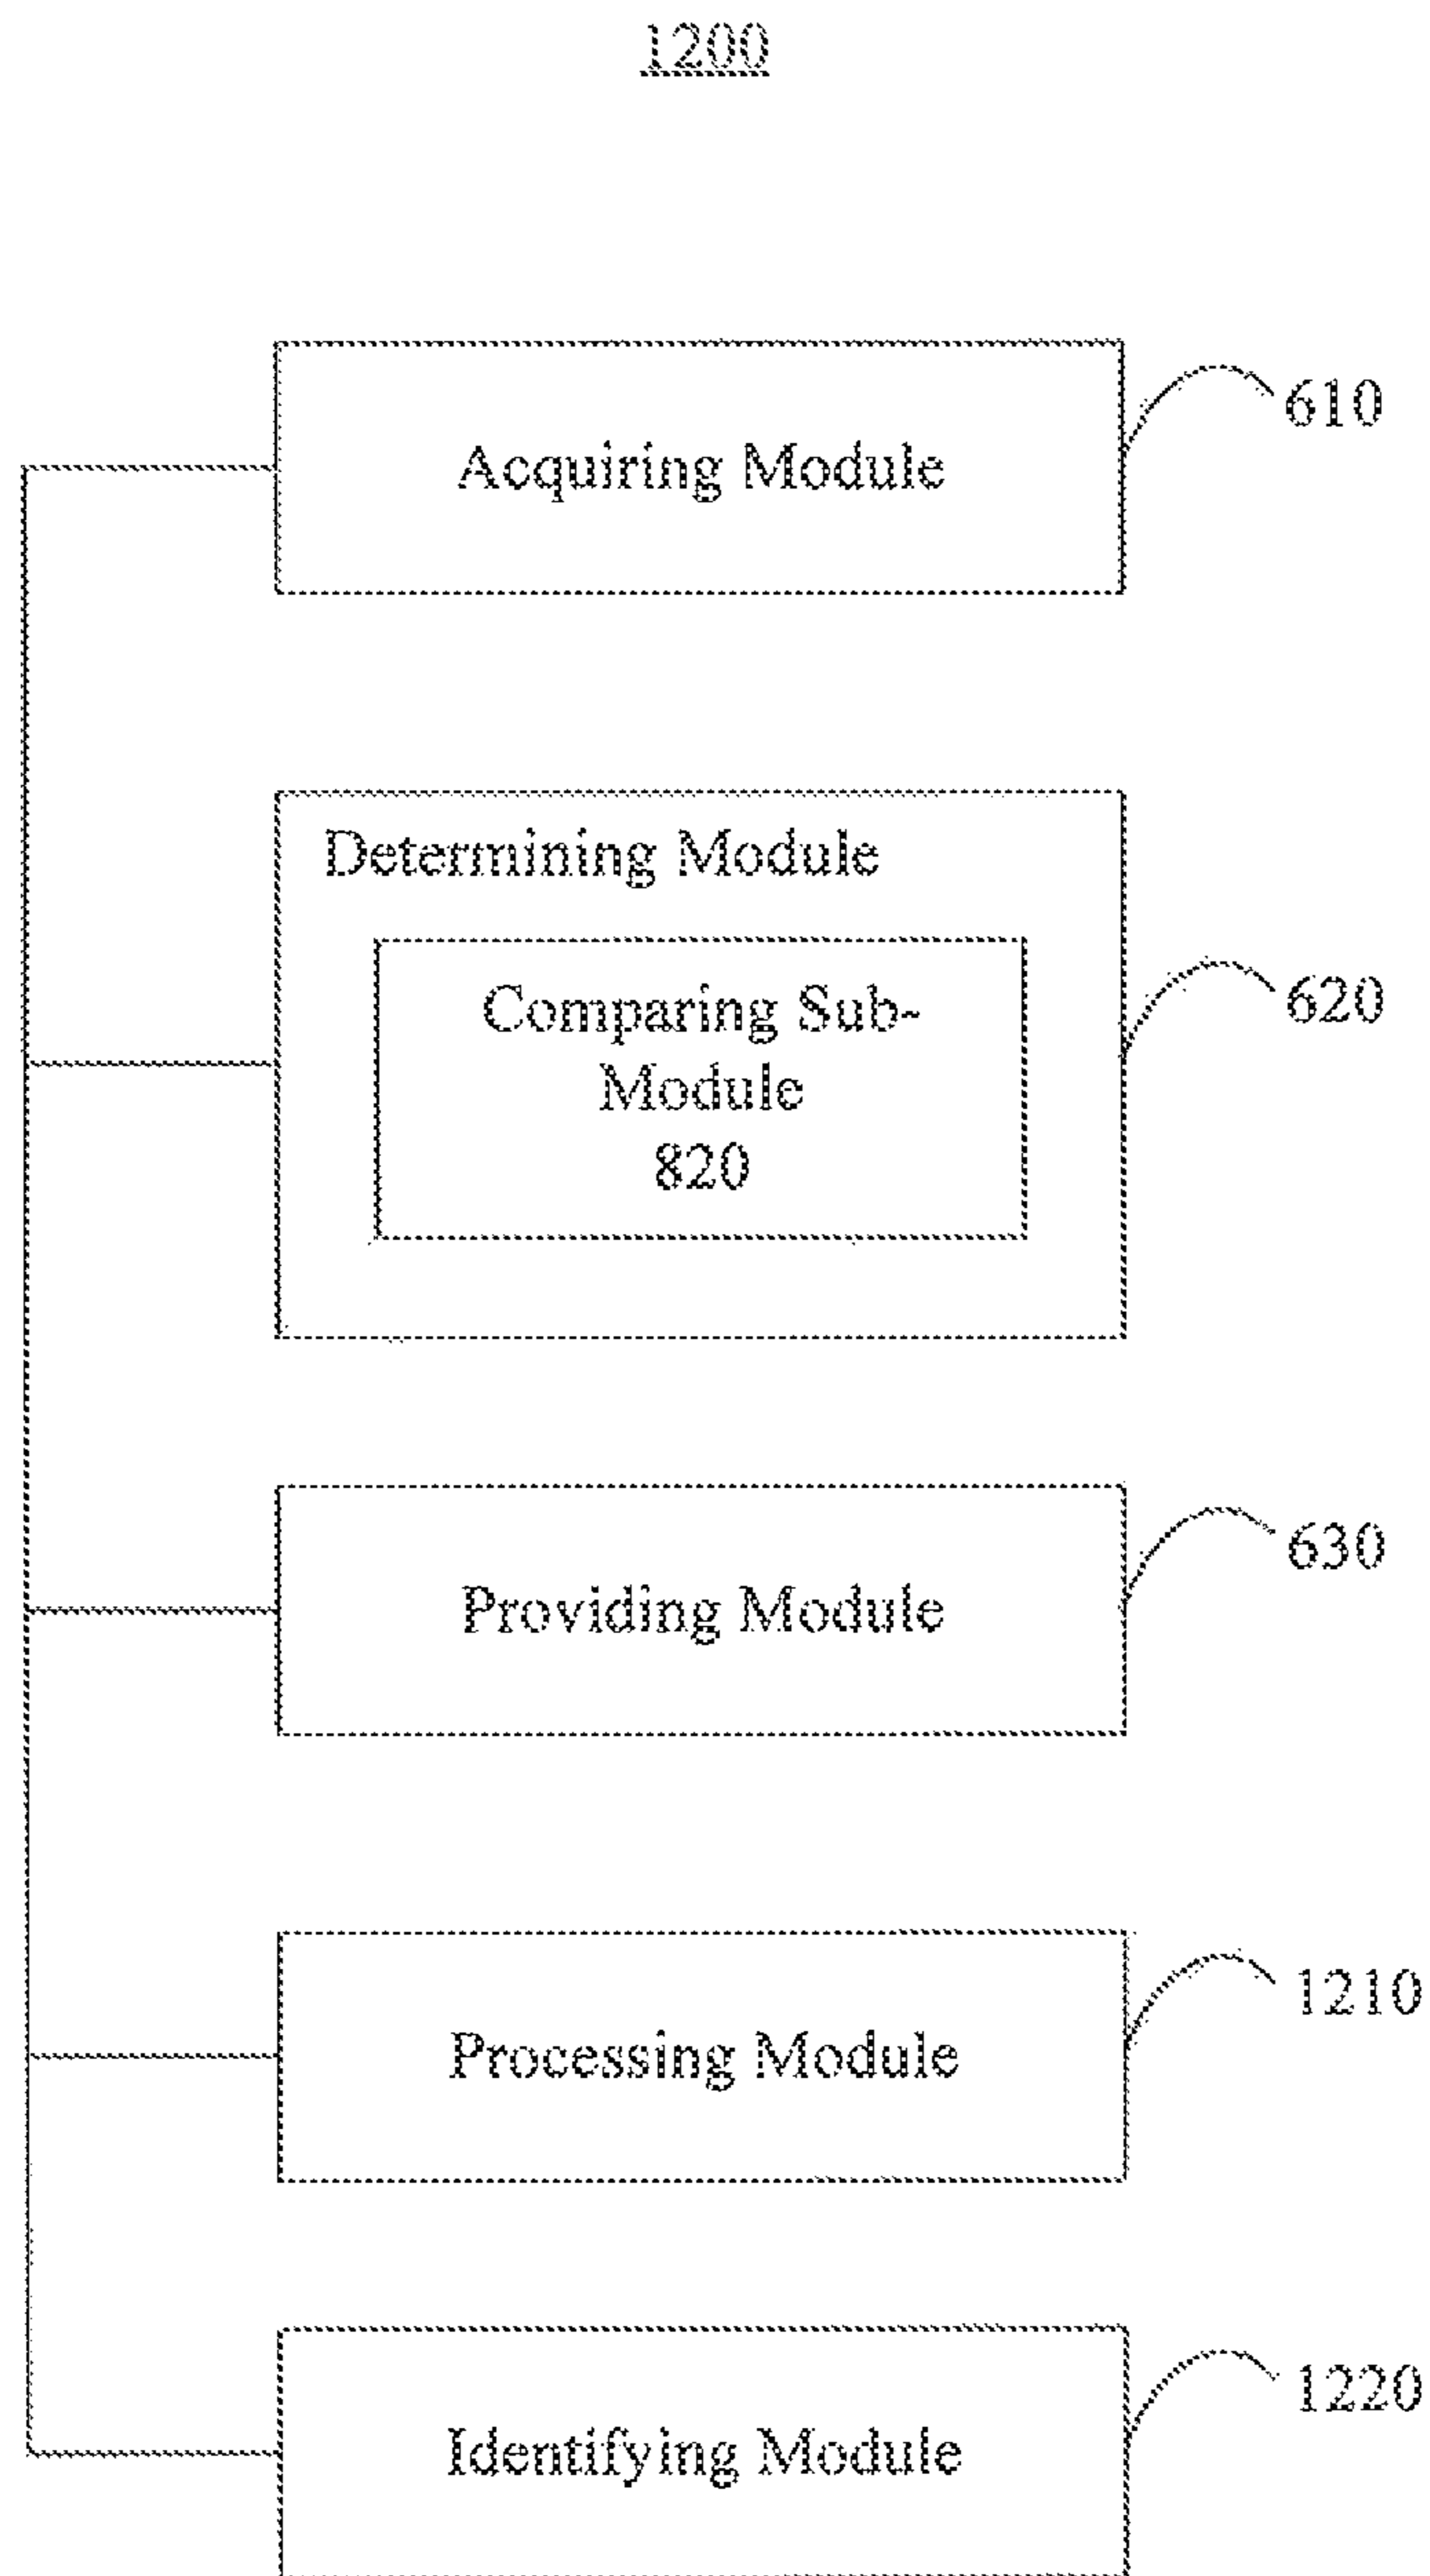 1200
Acquiring Module
610
Determining Module
Comparing Sub-
Module
820
620
Providing Module
630
Processing Module
1210
Identifying Module
1220